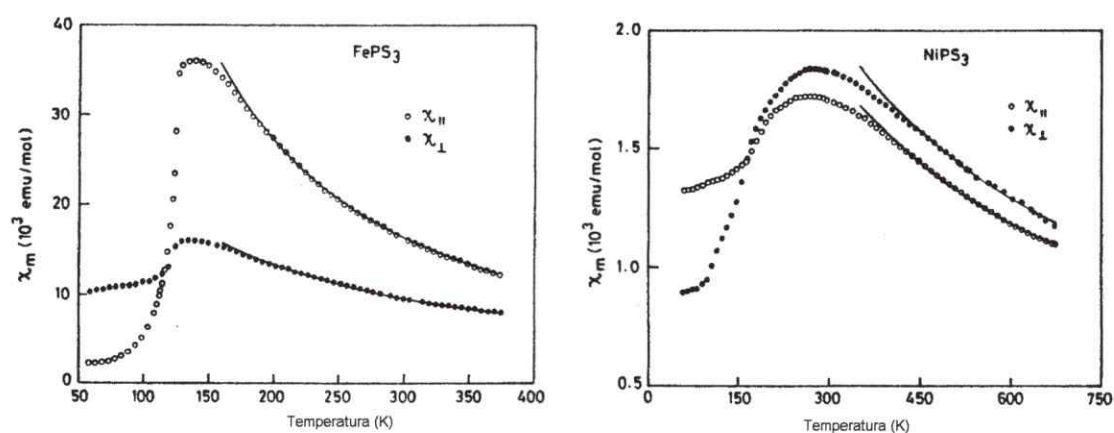 40
30
20
10
0
χm (10³ emu/mol)
FePS₃
χ||
χ⊥
50 100 150 200 250 300 350 400
Temperatura (K)
2.0
1.5
1.0
0.5
χm (10³ emu/mol)
NiPS₃
χ||
χ⊥
0 150 300 450 600 750
Temperatura (K)